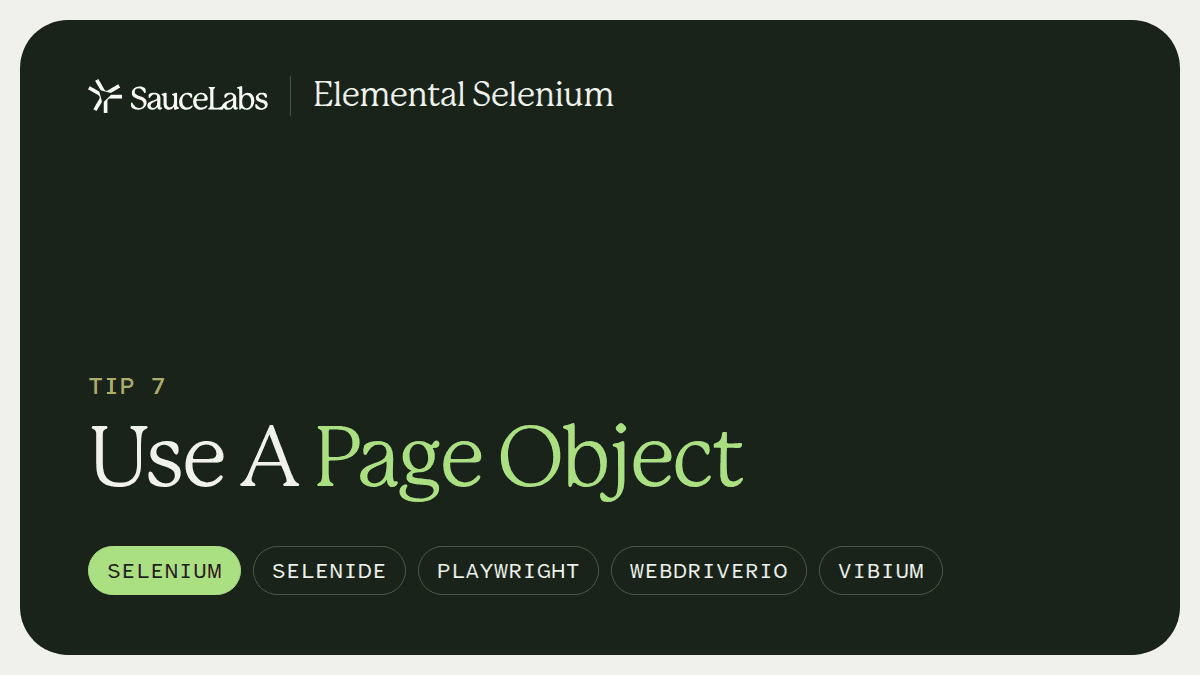 SauceLabs | Elemental Selenium
TIP 7
Use A Page Object
SELENIUM SELENIDE PLAYWRIGHT WEBDRIVERIO VIBIUM